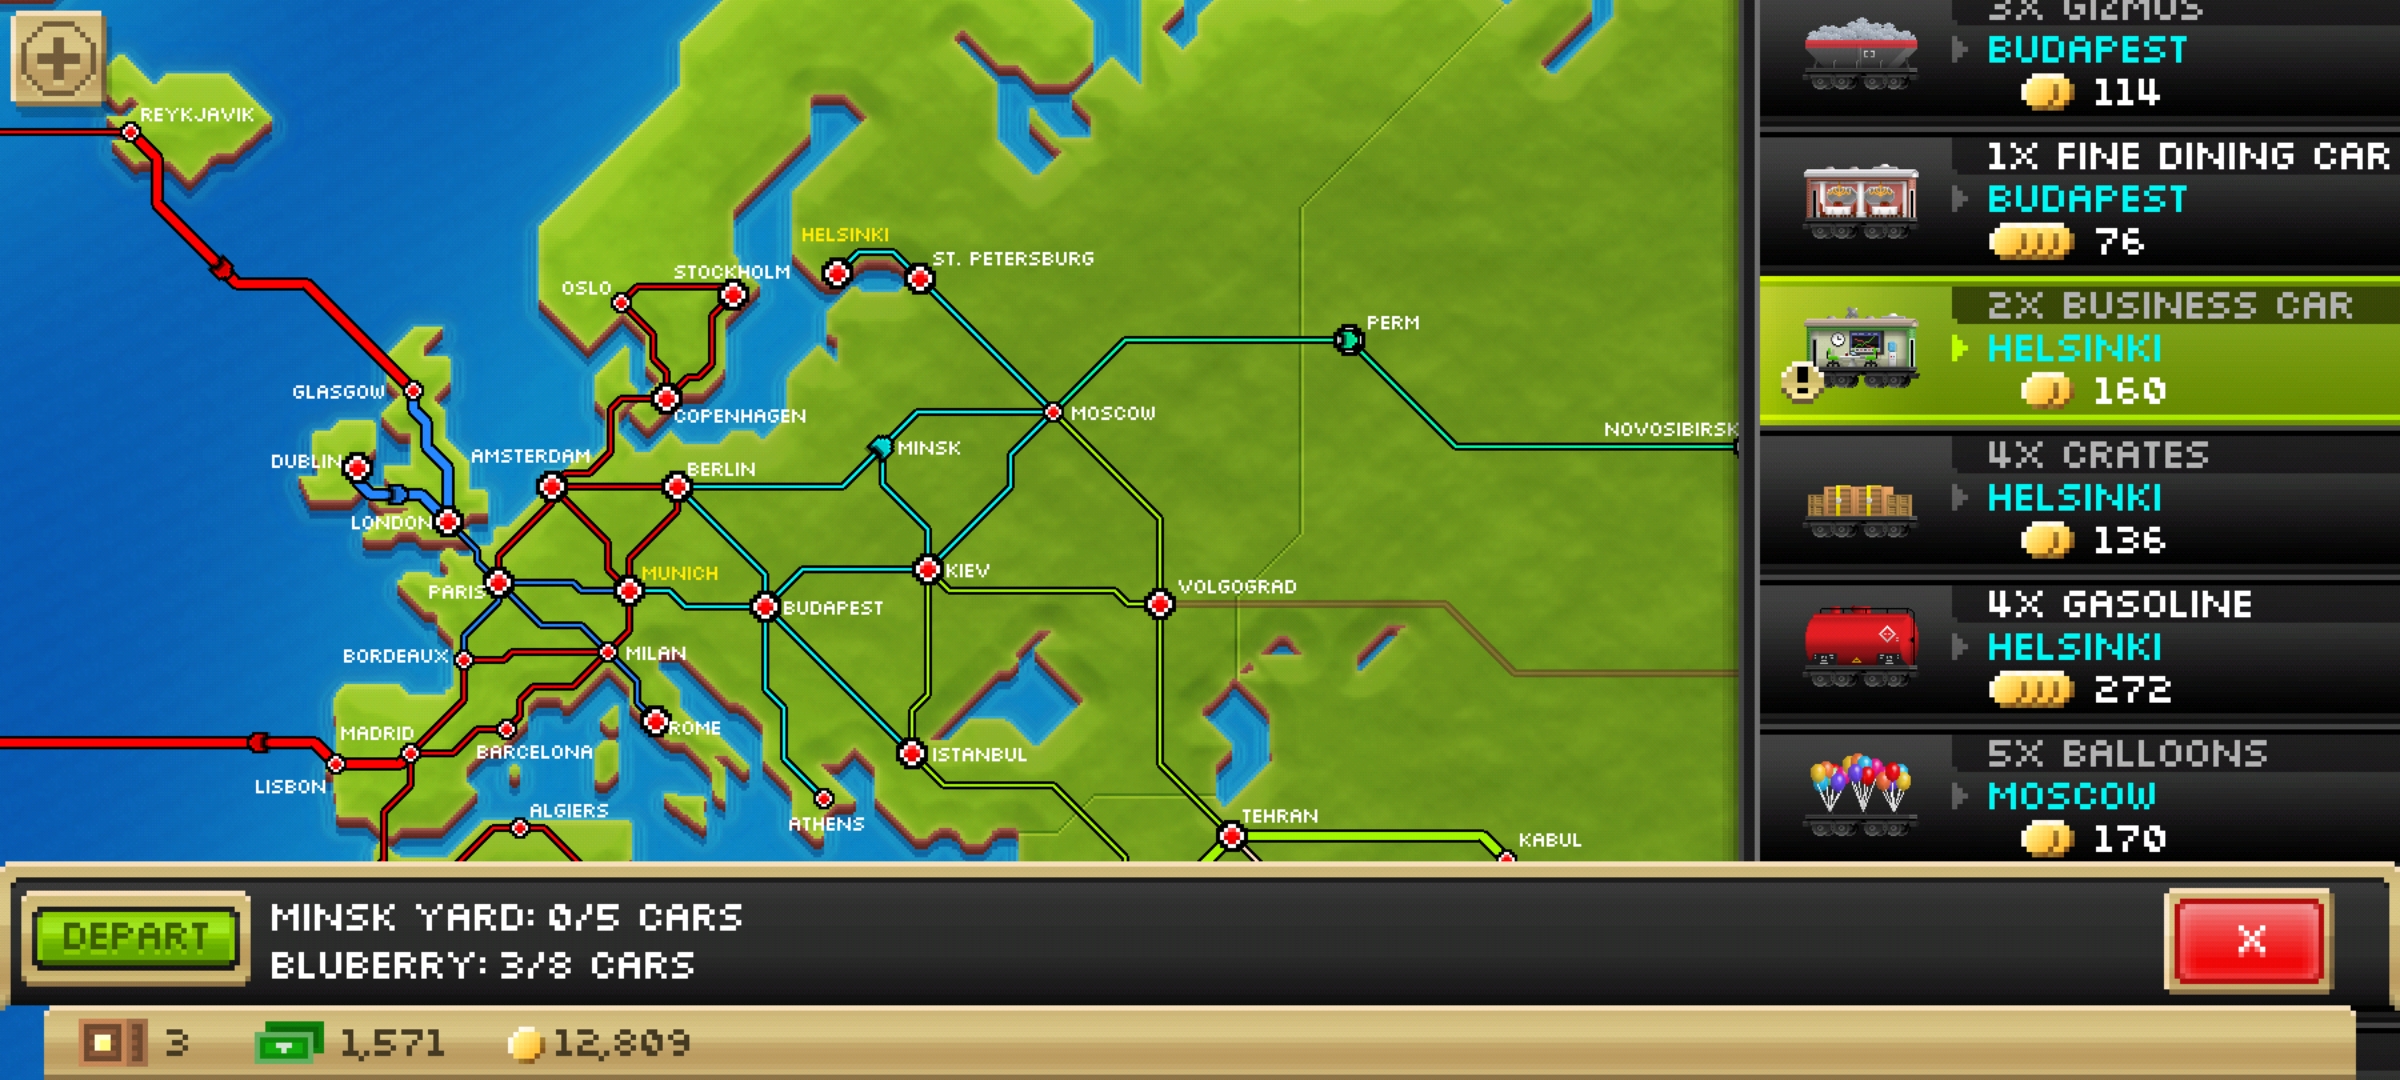 REYKJAVIK
HELSINKI
ST. PETERSBURG
STOCKHOLM
OSLO
PERM
GLASGOW
COPENHAGEN
MOSCOW
NOVOSIBIRSK
MINSK
DUBLIN
AMSTERDAM
BERLIN
LONDON
KIEV
MUNICH
PARIS
BUDAPEST
VOLGOGRAD
BORDEAUX
MILAN
ROME
MADRID
BARCELONA
ISTANBUL
LISBON
ALGIERS
ATHENS
TEHRAN
KABUL
3X GIZMOS
BUDAPEST
114
1X FINE DINING CAR
BUDAPEST
76
2X BUSINESS CAR
HELSINKI
160
4X CRATES
HELSINKI
136
4X GASOLINE
HELSINKI
272
5X BALLOONS
MOSCOW
170
DEPART
MINSK YARD: 0/5 CARS
BLUBERRY: 3/8 CARS
X
3
1,571
12,809